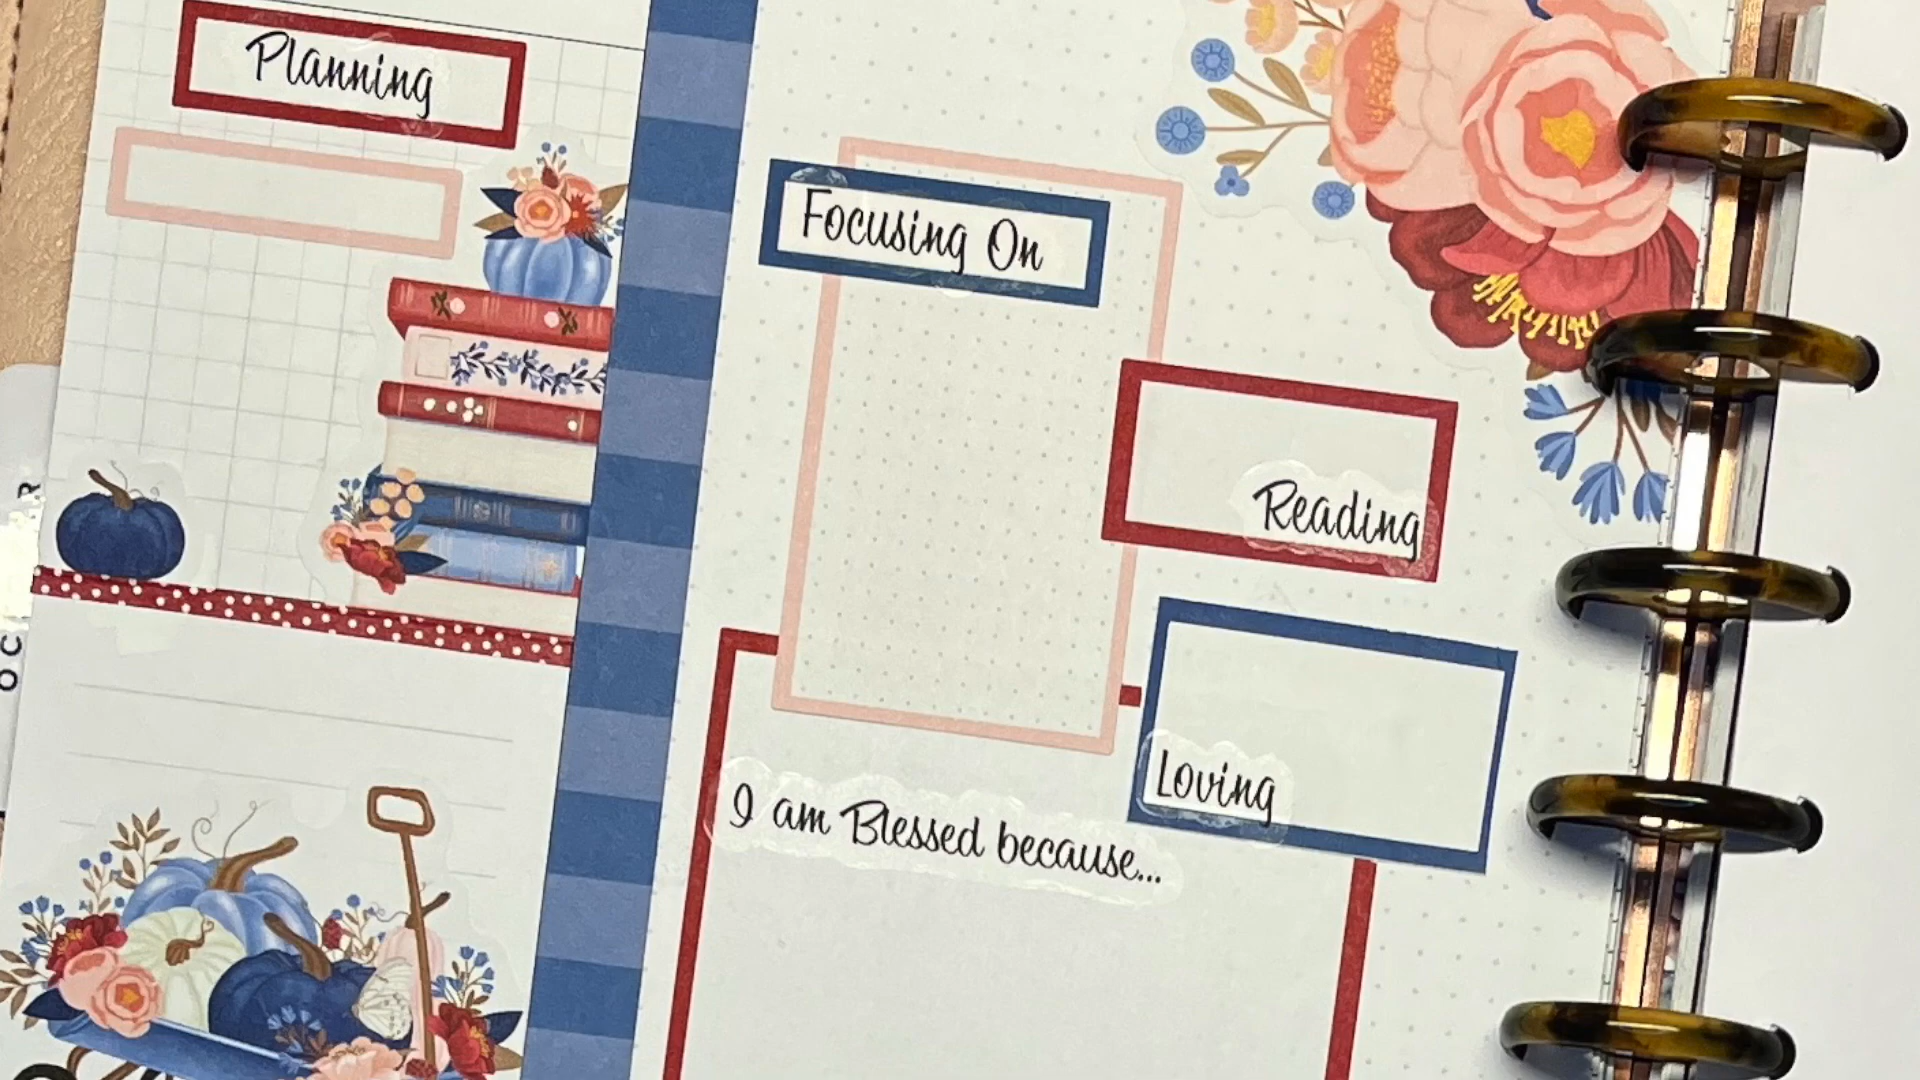 Planning
Focusing On
Reading
Loving
I am Blessed because...